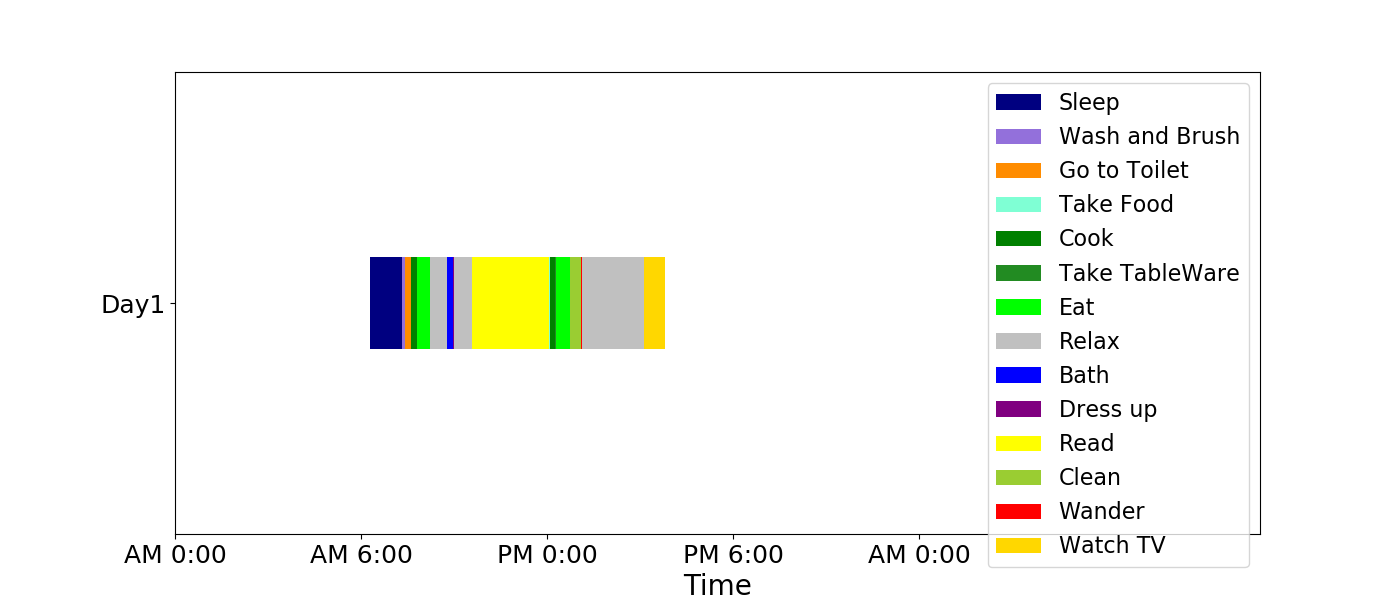 Sleep
Wash and Brush
Go to Toilet
Take Food
Cook
Take TableWare
Eat
Relax
Bath
Dress up
Read
Clean
Wander
Watch TV
Day1
AM 0:00 AM 6:00 PM 0:00 PM 6:00 AM 0:00
Time